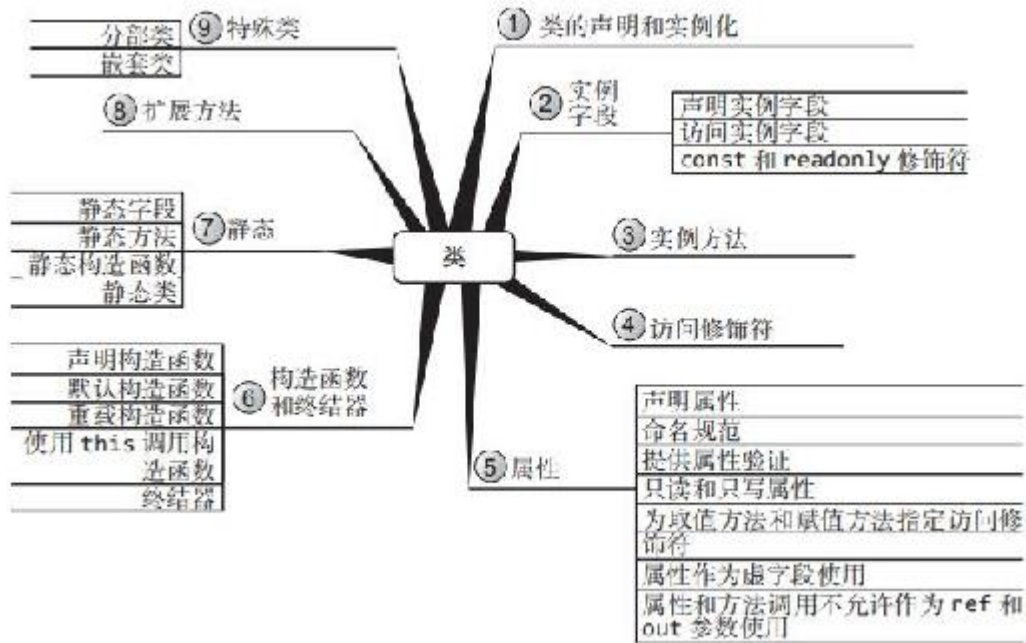 类
① 类的声明和实例化
② 实例
字段
声明实例字段
访问实例字段
const 和 readonly 修饰符
③ 实例方法
④ 访问修饰符
⑤ 属性
声明属性
命名规范
提供属性验证
只读和只写属性
为取值方法和赋值方法指定访问修
饰符
属性作为虚字段使用
属性和方法调用不允许作为 ref 和
out 参数使用
⑥ 构造函数
和终结器
声明构造函数
默认构造函数
重载构造函数
使用 this 调用构
造函数
终结器
⑦ 静态
静态字段
静态方法
静态构造函数
静态类
⑧ 扩展方法
⑨ 特殊类
分部类
嵌套类